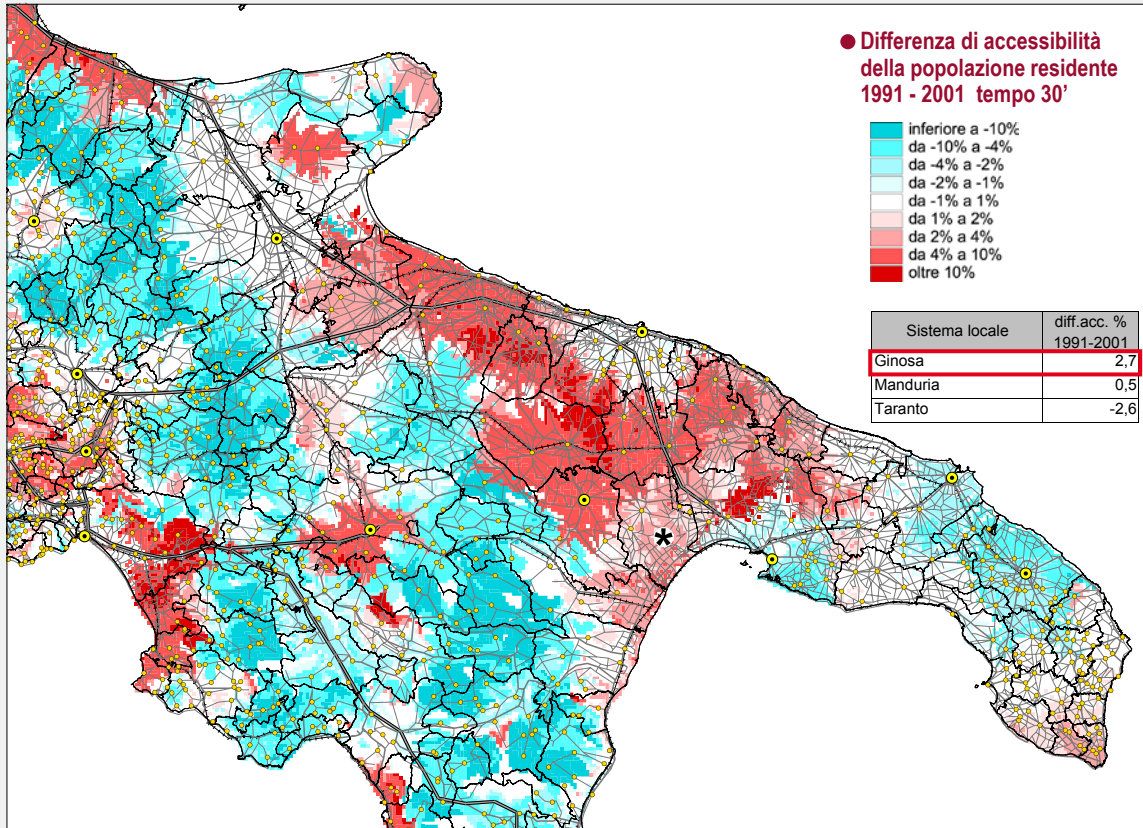 Differenza di accessibilità
della popolazione residente
1991 - 2001 tempo 30'
inferiore a -10%
da -10% a -4%
da -4% a -2%
da -2% a -1%
da -1% a 1%
da 1% a 2%
da 2% a 4%
da 4% a 10%
oltre 10%
Sistema locale diff.acc. % 1991-2001
Ginosa 2,7
Manduria 0,5
Taranto -2,6
*